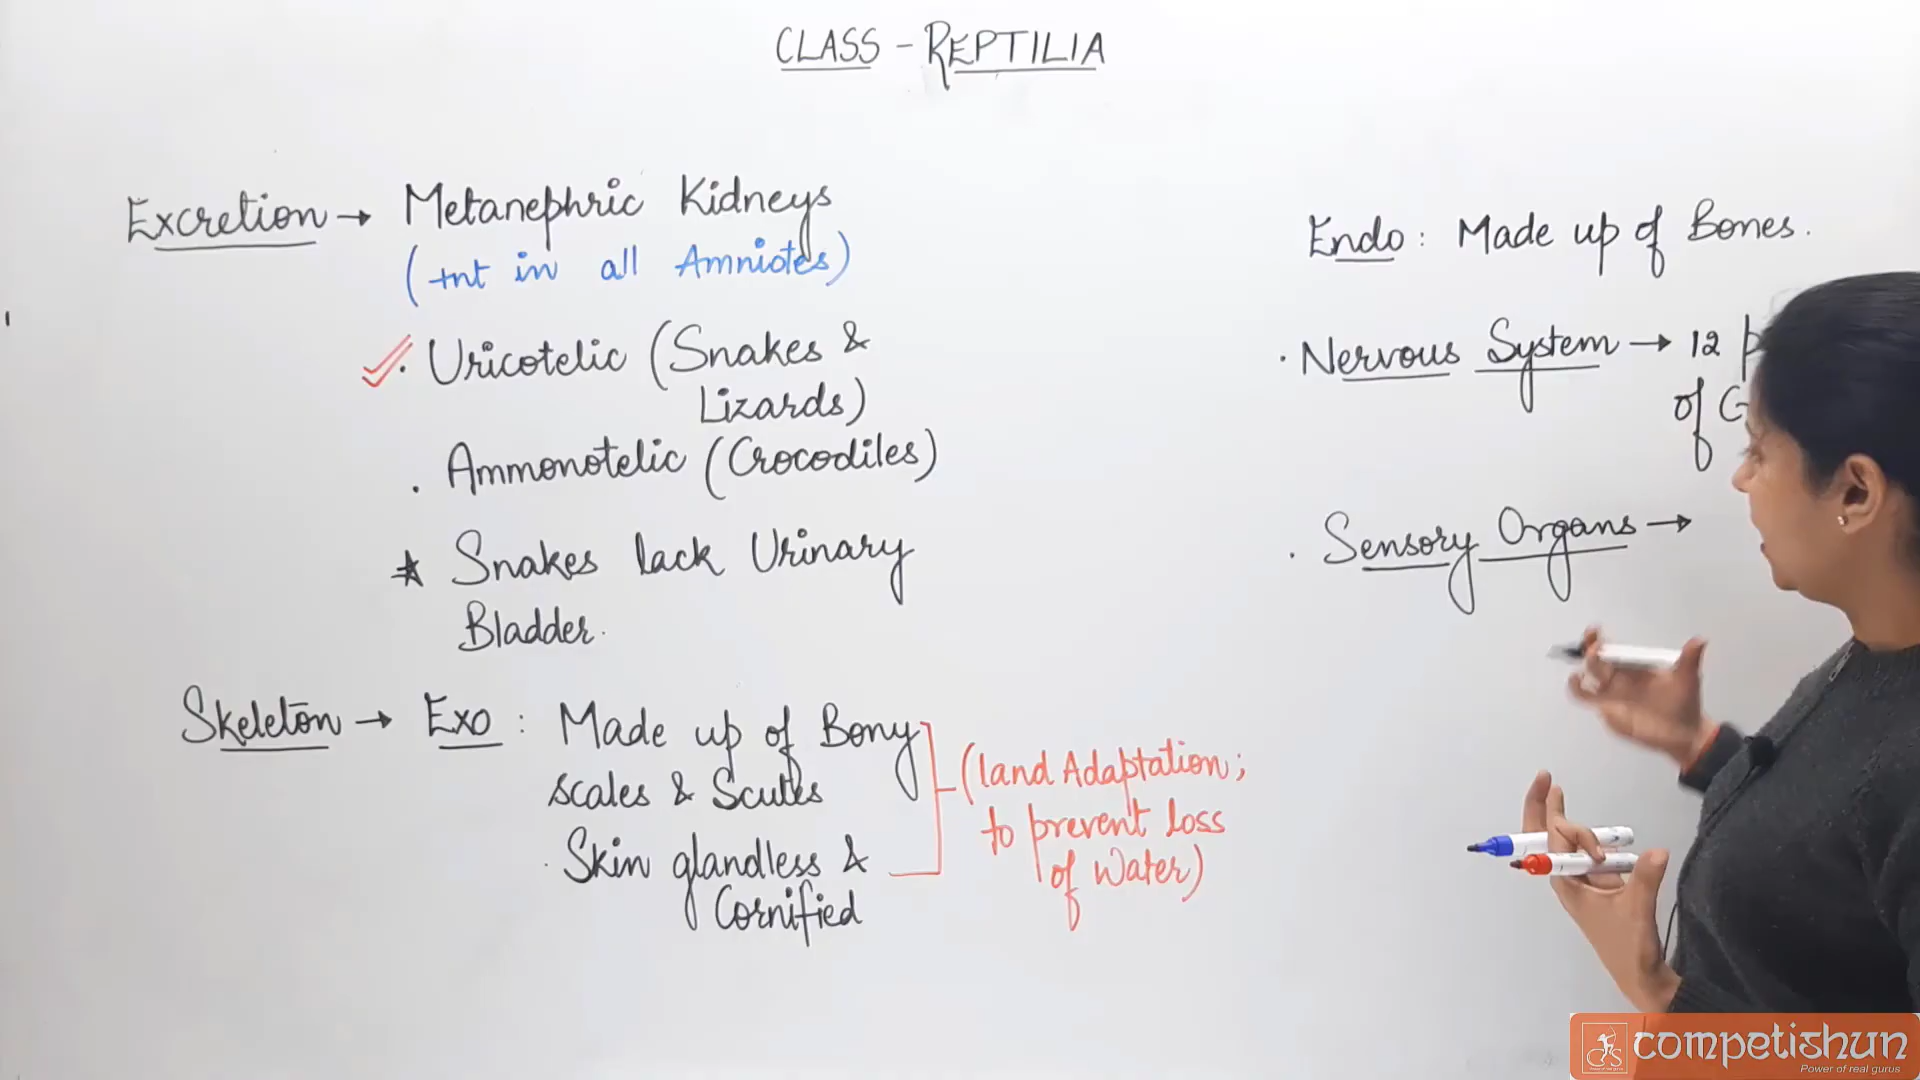 CLASS - REPTILIA
Excretion → Metanephric Kidneys
(+nt in all Amniotes)
. Uricotelic (Snakes &
Lizards)
. Ammonotelic (Crocodiles)
★ Snakes lack Urinary
Bladder.
Skeleton → Exo : Made up of Bony
scales & Scutes
. Skin glandless &
Cornified
(land Adaptation;
to prevent loss
of Water)
Endo : Made up of Bones.
. Nervous System → 12
of
. Sensory Organs →
competishun
Power of real gurus